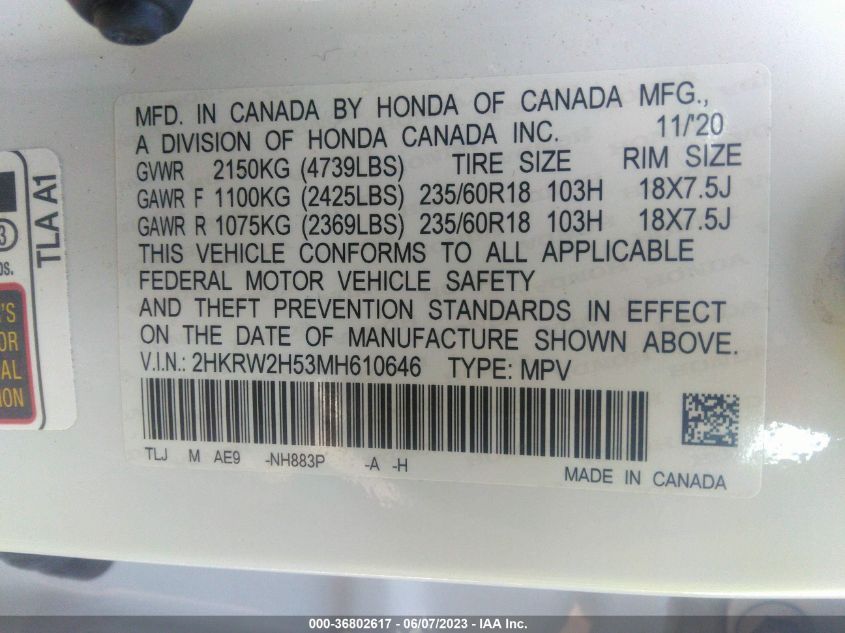 MFD. IN CANADA BY HONDA OF CANADA MFG.,
A DIVISION OF HONDA CANADA INC. 11/'20
GVWR 2150KG (4739LBS) TIRE SIZE RIM SIZE
GAWR F 1100KG (2425LBS) 235/60R18 103H 18X7.5J
GAWR R 1075KG (2369LBS) 235/60R18 103H 18X7.5J
THIS VEHICLE CONFORMS TO ALL APPLICABLE
FEDERAL MOTOR VEHICLE SAFETY
AND THEFT PREVENTION STANDARDS IN EFFECT
ON THE DATE OF MANUFACTURE SHOWN ABOVE.
V.I.N.: 2HKRW2H53MH610646 TYPE: MPV
TLJ M AE9 -NH883P -A -H
MADE IN CANADA
TLA A1
3
000-36802617 - 06/07/2023 - IAA Inc.